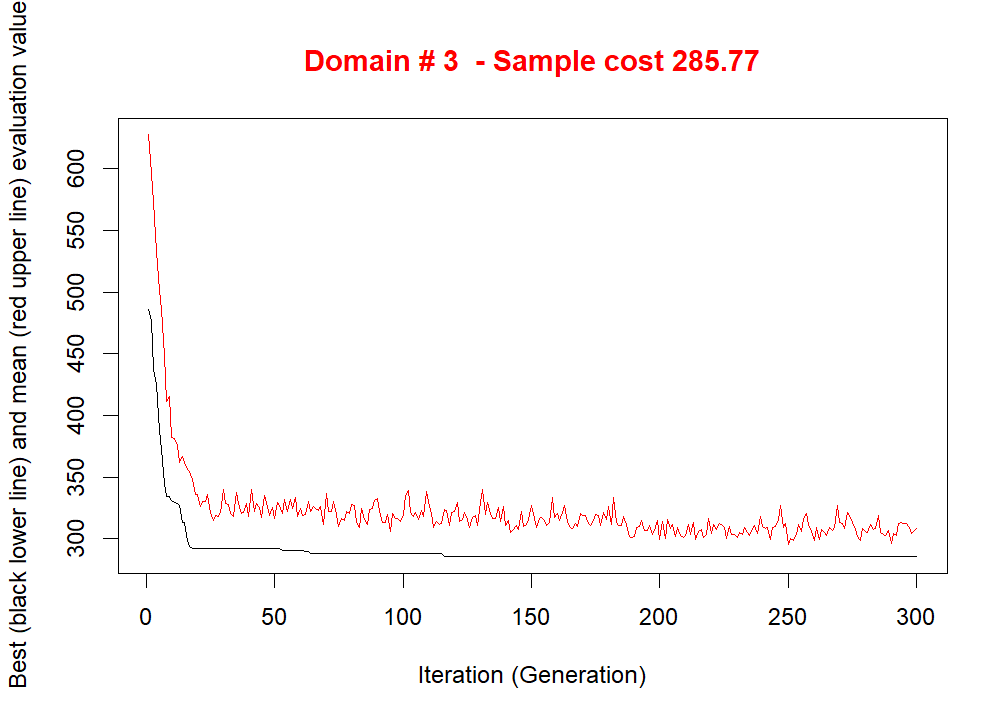 Domain # 3  - Sample cost 285.77
Best (black lower line) and mean (red upper line) evaluation value
600
550
500
450
400
350
300
0 50 100 150 200 250 300
Iteration (Generation)